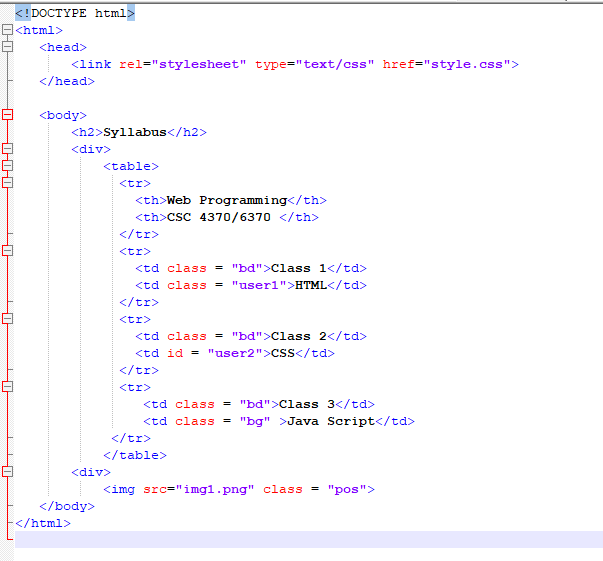 <!DOCTYPE html>
<html>
<head>
<link rel="stylesheet" type="text/css" href="style.css">
</head>
<body>
<h2>Syllabus</h2>
<div>
<table>
<tr>
<th>Web Programming</th>
<th>CSC 4370/6370 </th>
</tr>
<tr>
<td class = "bd">Class 1</td>
<td class = "user1">HTML</td>
</tr>
<tr>
<td class = "bd">Class 2</td>
<td id = "user2">CSS</td>
</tr>
<tr>
<td class = "bd">Class 3</td>
<td class = "bg" >Java Script</td>
</tr>
</table>
<div>
<img src="img1.png" class = "pos">
</body>
</html>